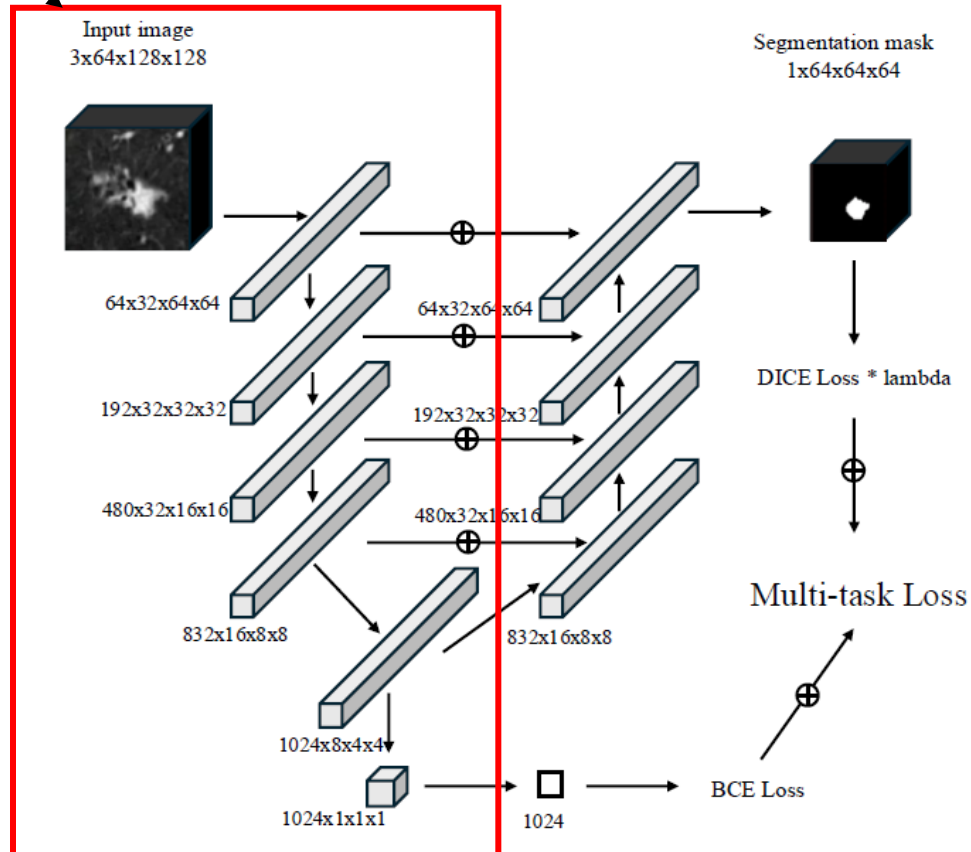 Input image
3x64x128x128
Segmentation mask
1x64x64x64
64x32x64x64
64x32x64x64
DICE Loss * lambda
192x32x32x32
192x32x32x32
480x32x16x16
480x32x16x16
Multi-task Loss
832x16x8x8
832x16x8x8
1024x8x4x4
1024x1x1x1
1024
BCE Loss